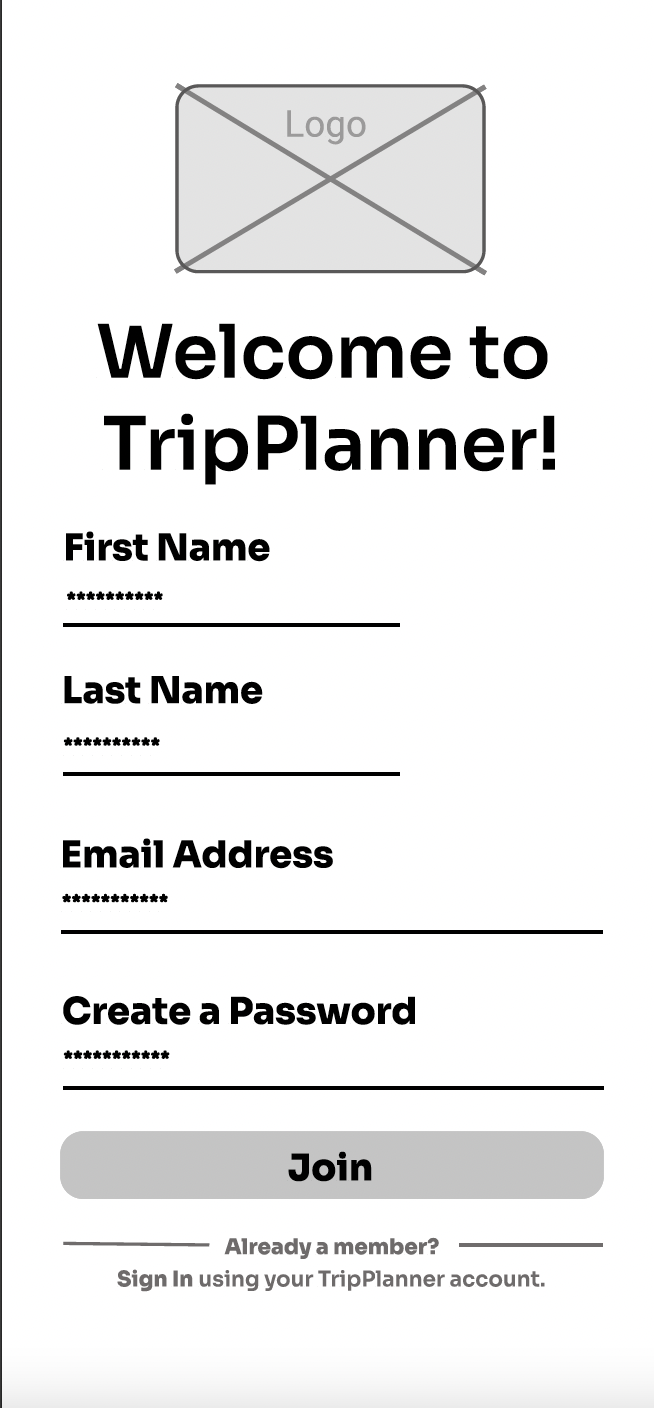 Logo
Welcome to
TripPlanner!
First Name
**********
Last Name
**********
Email Address
***********
Create a Password
***********
Join
Already a member?
Sign In using your TripPlanner account.